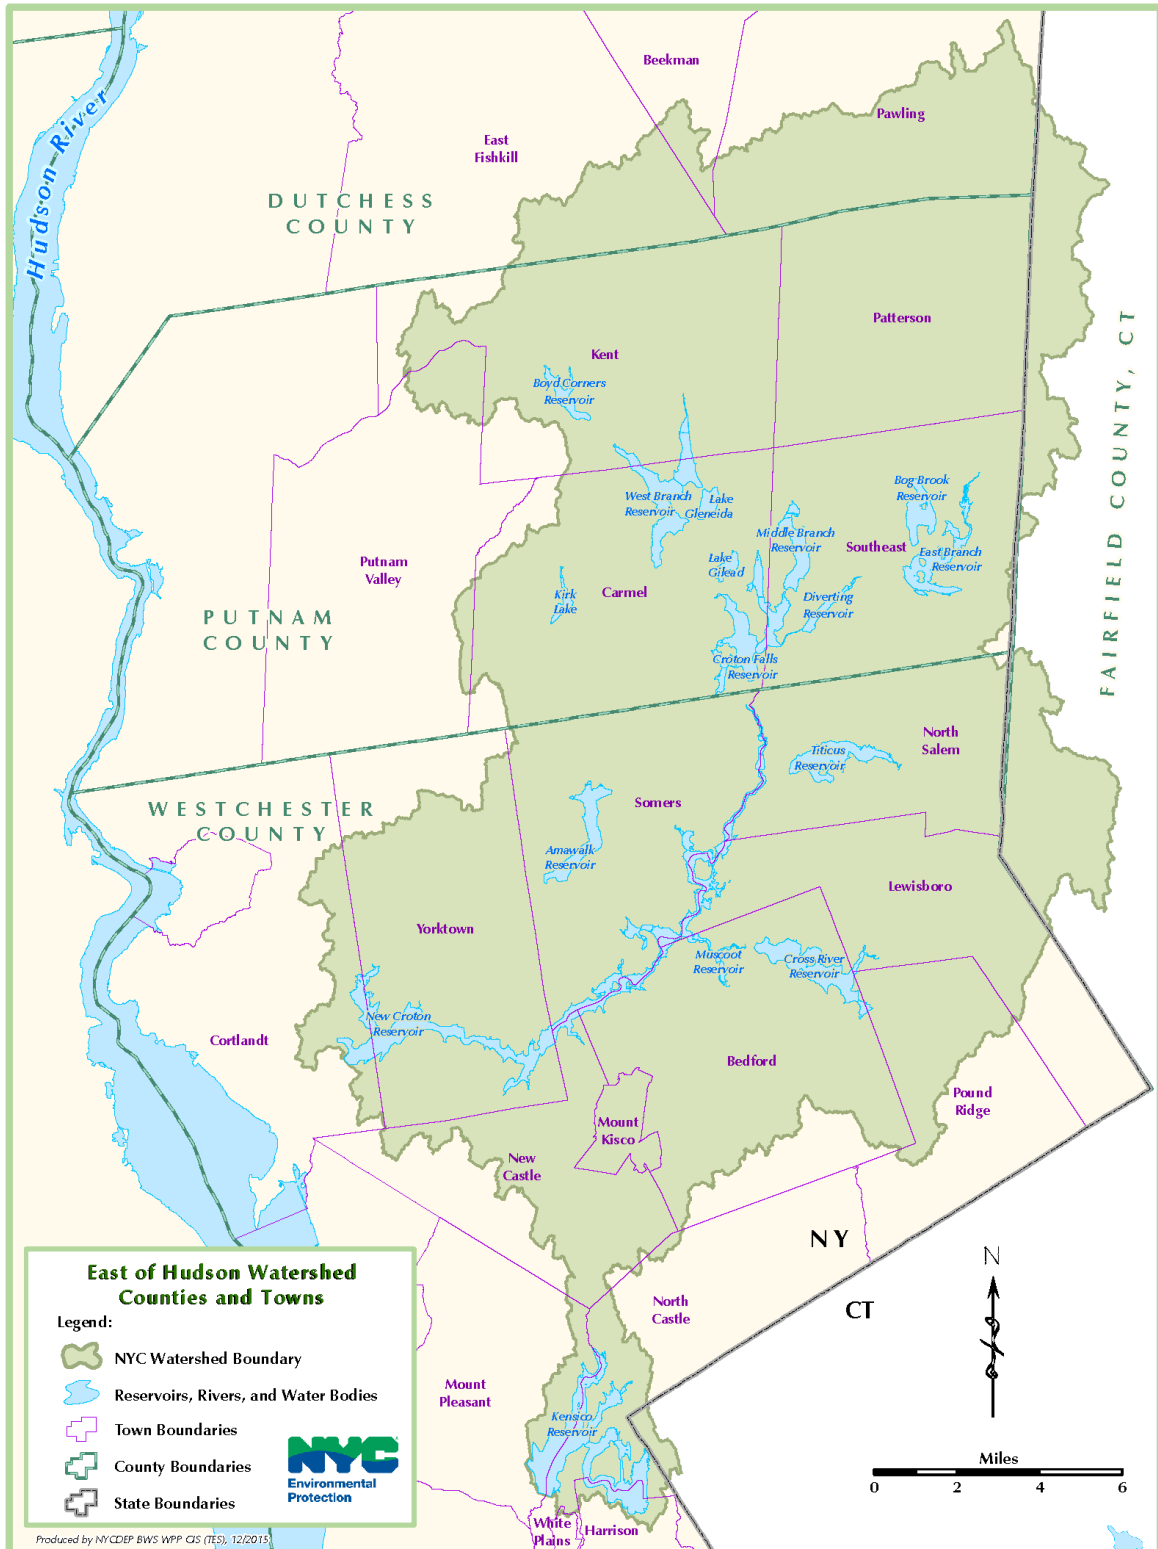 Beekman
Pawling
East
Fishkill
Hudson River
DUTCHESS
COUNTY
Patterson
Kent
Boyd Corners
Reservoir
FAIRFIELD COUNTY, CT
West Branch
Reservoir
Lake
Gleneida
Bog Brook
Reservoir
Middle Branch
Reservoir
Southeast
East Branch
Reservoir
Putnam
Valley
Lake
Gilead
Kirk
Lake
Carmel
Diverting
Reservoir
PUTNAM
COUNTY
Croton Falls
Reservoir
North
Salem
Titicus
Reservoir
WESTCHESTER
COUNTY
Somers
Amawalk
Reservoir
Lewisboro
Yorktown
Muscoot
Reservoir
Cross River
Reservoir
New Croton
Reservoir
Cortlandt
Bedford
Pound
Ridge
Mount
Kisco
New
Castle
NY
CT
N
North
Castle
Mount
Pleasant
Kensico
Reservoir
White
Plains
Harrison
Miles
0 2 4 6
East of Hudson Watershed
Counties and Towns
Legend:
NYC Watershed Boundary
Reservoirs, Rivers, and Water Bodies
Town Boundaries
County Boundaries
State Boundaries
NYC
Environmental
Protection
Produced by NYCDEP BWS WPP GIS (TES), 12/2015